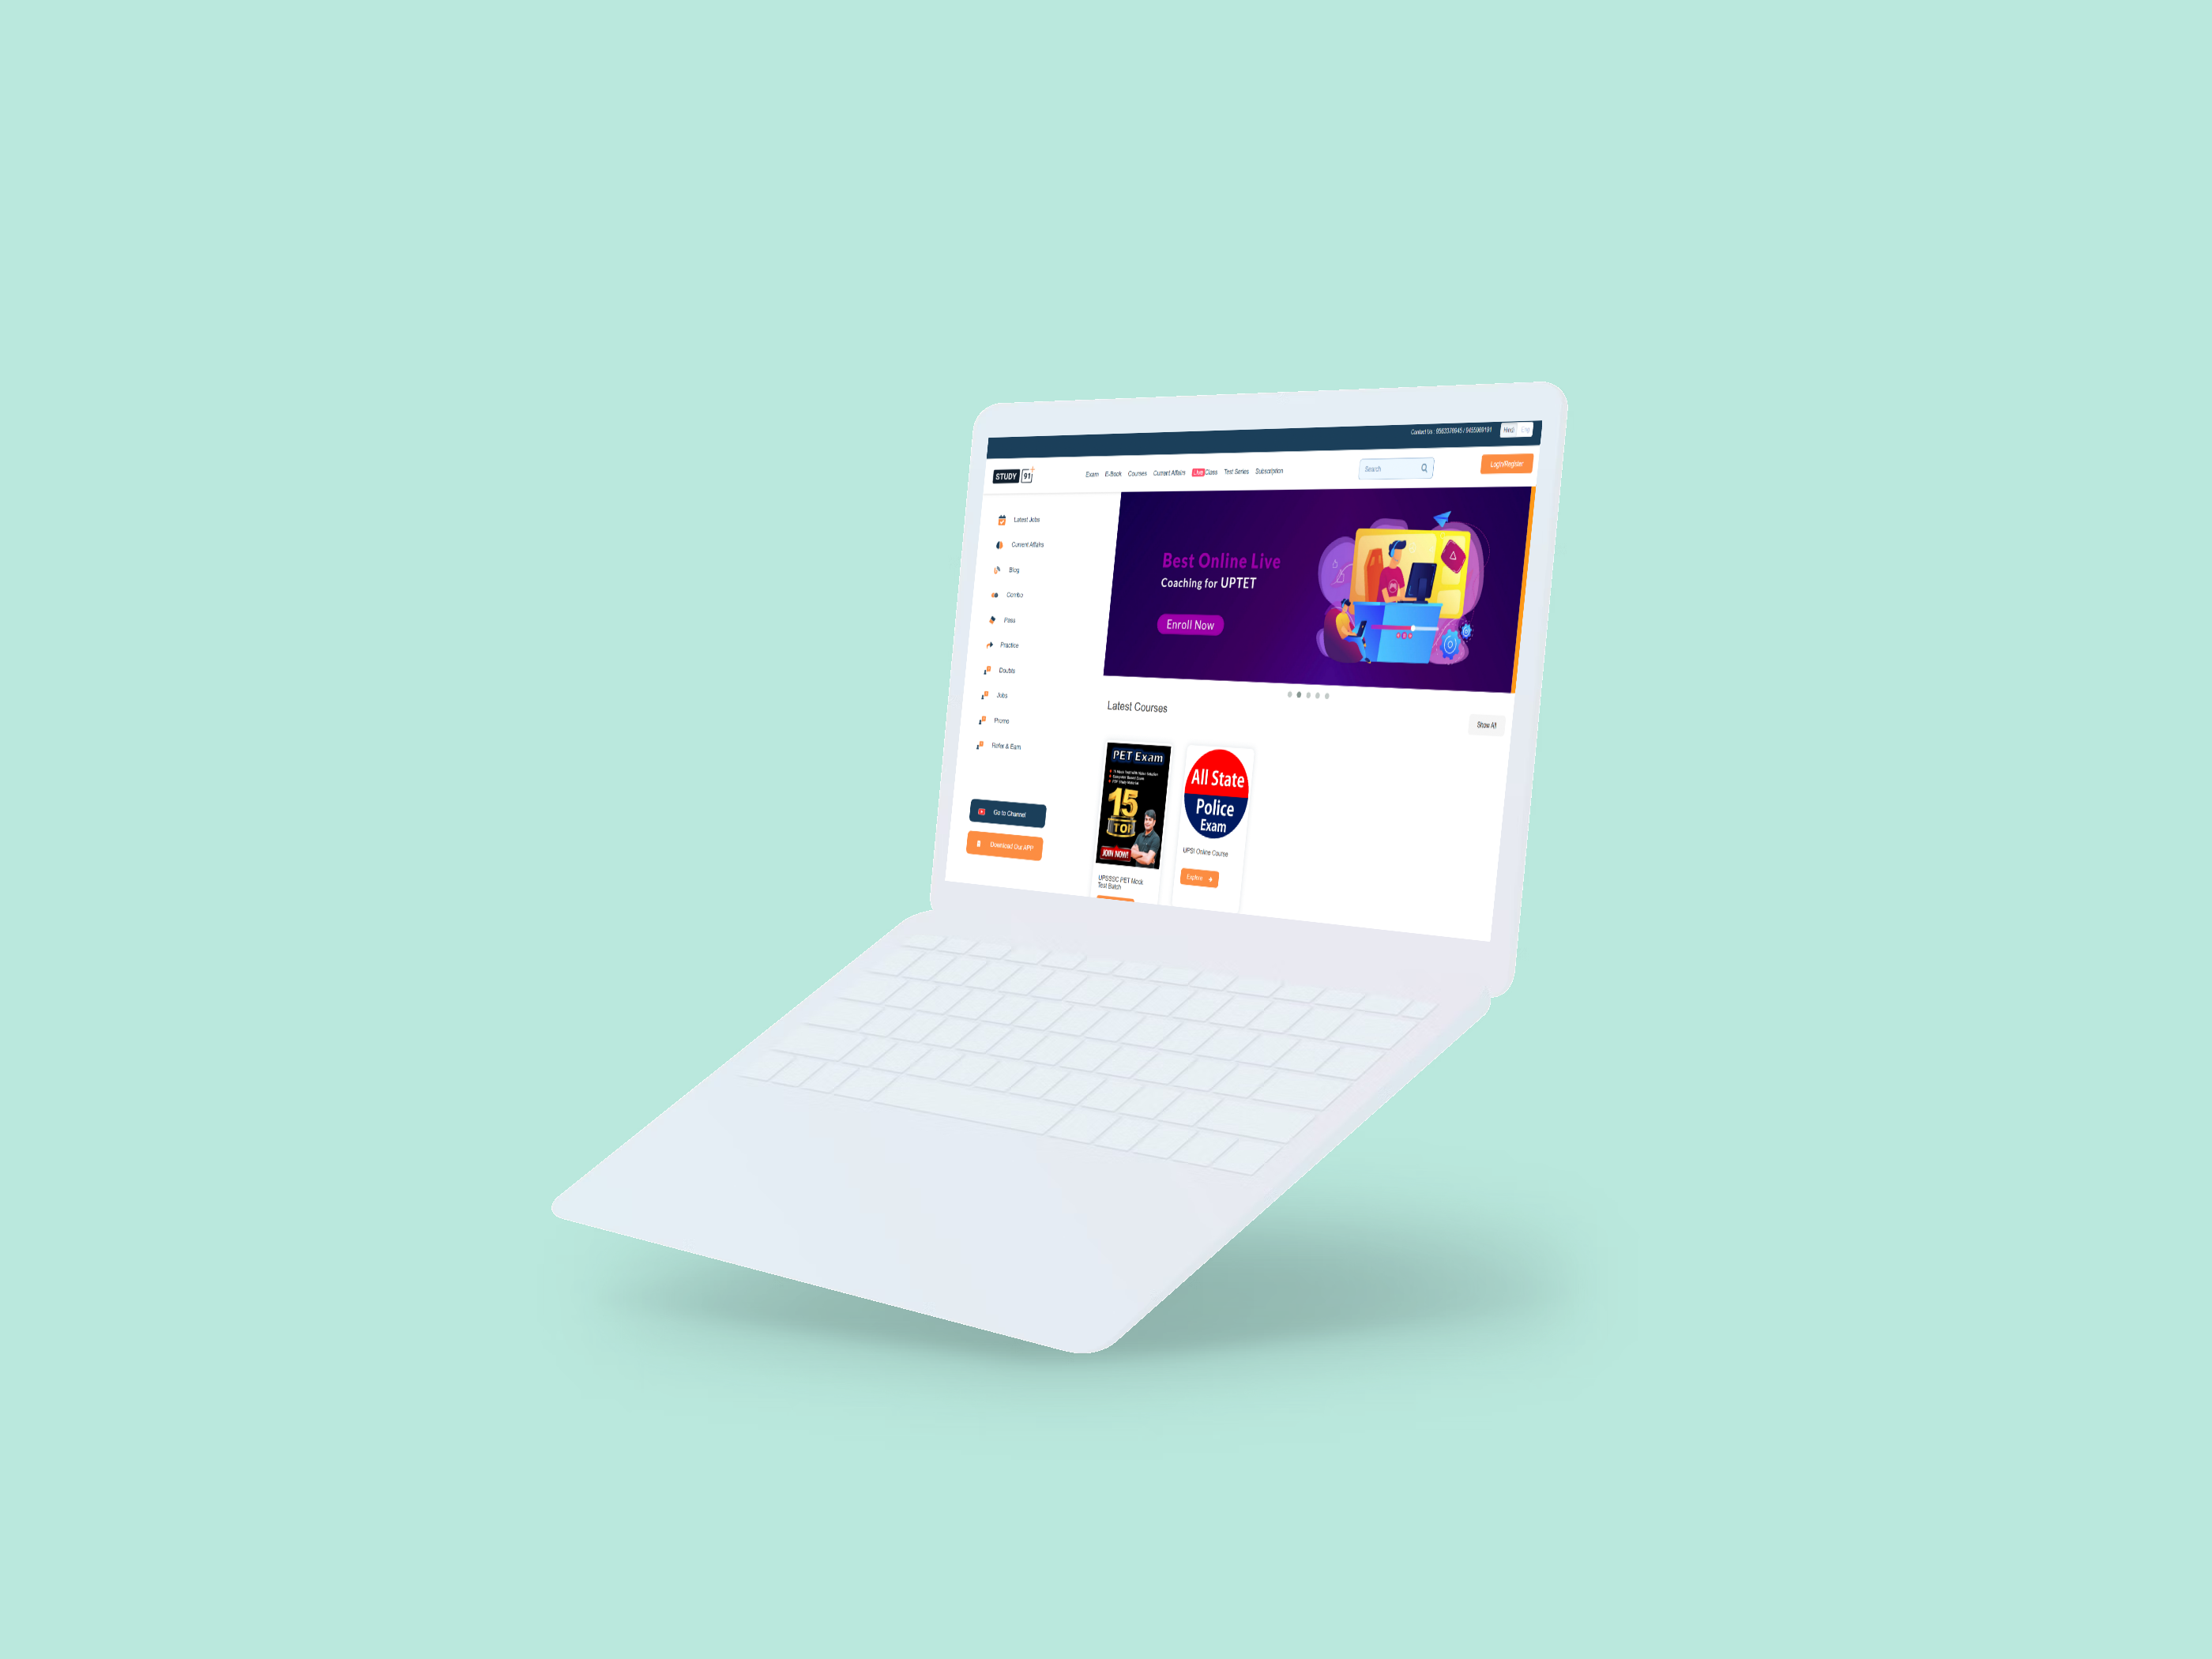 Contact Us : 8563376945 / 9455969191
Hindi
Eng
STUDY 91
Exam
E-Book
Courses
Current Affairs
Live Class
Test Series
Subscription
Search
Login/Register
Latest Jobs
Current Affairs
Blog
Combo
Pass
Practice
Doubts
Jobs
Promo
Refer & Earn
Go to Channel
Download Our APP
Best Online Live
Coaching for UPTET
Enroll Now
Latest Courses
Show All
PET Exam
15
JOIN NOW!
UPSSSC PET Mock
Test Batch
All State
Police
Exam
UPSI Online Course
Explore